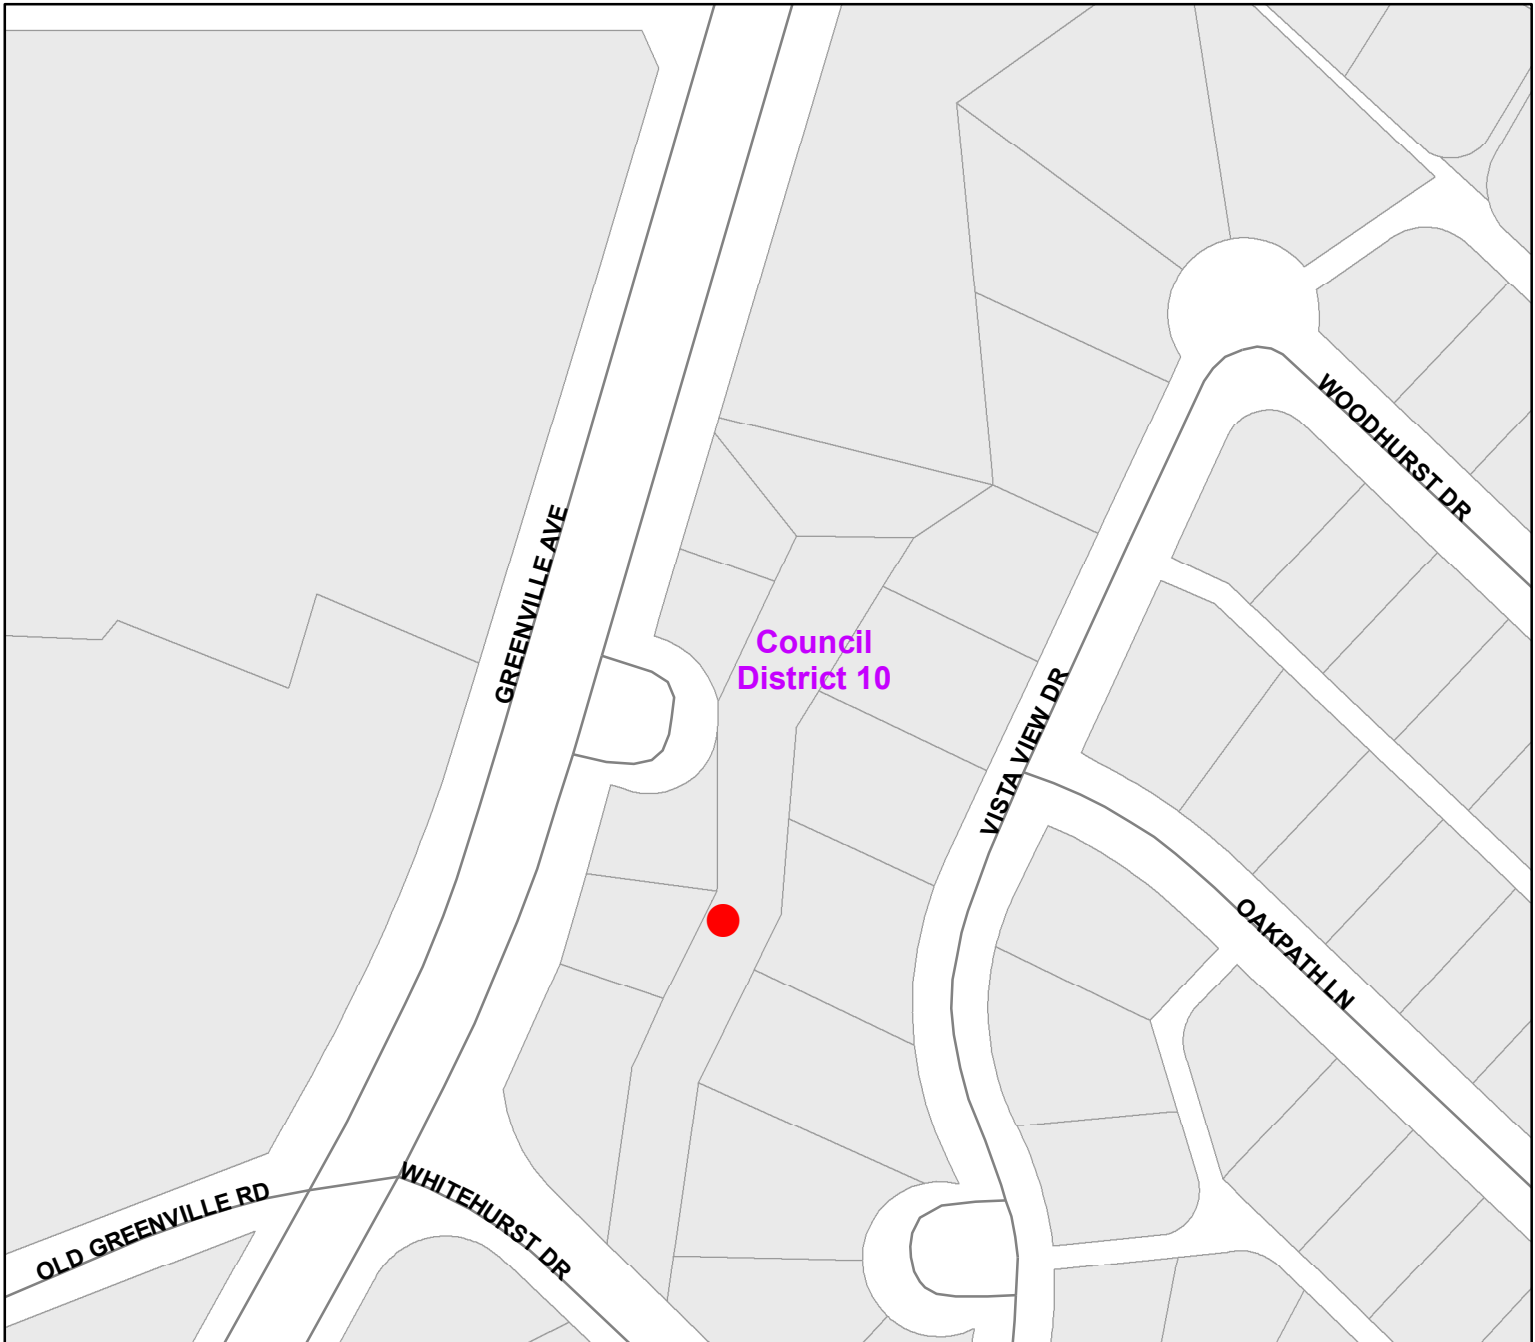 WOODHURST DR
GREENVILLE AVE
Council
District 10
VISTA VIEW DR
OAKPATH LN
WHITEHURST DR
OLD GREENVILLE RD